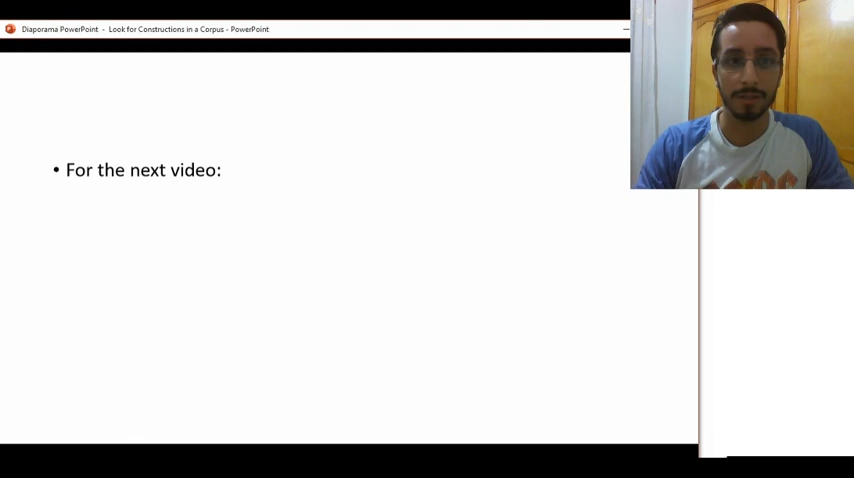 Diaporama PowerPoint - Look for Constructions in a Corpus - PowerPoint
• For the next video: